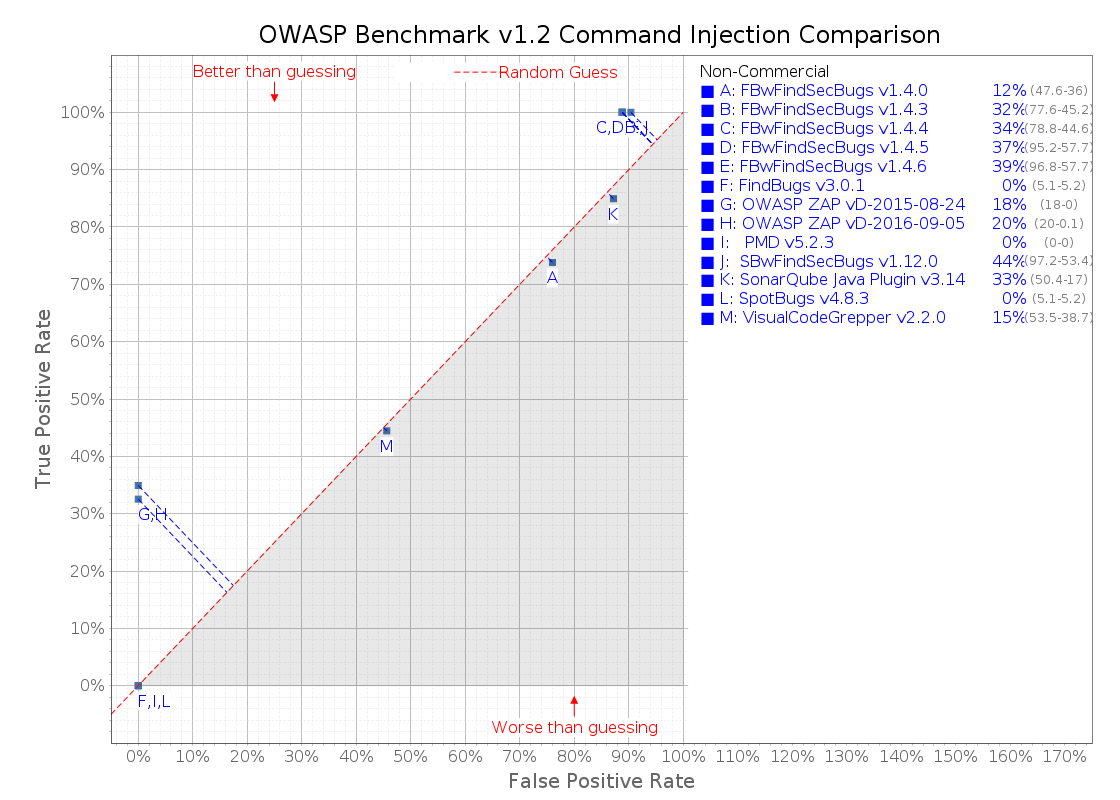 OWASP Benchmark v1.2 Command Injection Comparison
Better than guessing
Random Guess
Non-Commercial
A: FBwFindSecBugs v1.4.0 12% (47.6-36)
B: FBwFindSecBugs v1.4.3 32% (77.6-45.2)
C: FBwFindSecBugs v1.4.4 34% (78.8-44.6)
D: FBwFindSecBugs v1.4.5 37% (95.2-57.7)
E: FBwFindSecBugs v1.4.6 39% (96.8-57.7)
F: FindBugs v3.0.1 0% (5.1-5.2)
G: OWASP ZAP vD-2015-08-24 18% (18-0)
H: OWASP ZAP vD-2016-09-05 20% (20-0.1)
I: PMD v5.2.3 0% (0-0)
J: SBwFindSecBugs v1.12.0 44% (97.2-53.4)
K: SonarQube Java Plugin v3.14 33% (50.4-17)
L: SpotBugs v4.8.3 0% (5.1-5.2)
M: VisualCodeGrepper v2.2.0 15% (53.5-38.7)
100%
90%
80%
70%
60%
50%
40%
30%
20%
10%
0%
True Positive Rate
K
A
M
G,H
F,I,L
Worse than guessing
0% 10% 20% 30% 40% 50% 60% 70% 80% 90% 100% 110% 120% 130% 140% 150% 160% 170%
False Positive Rate